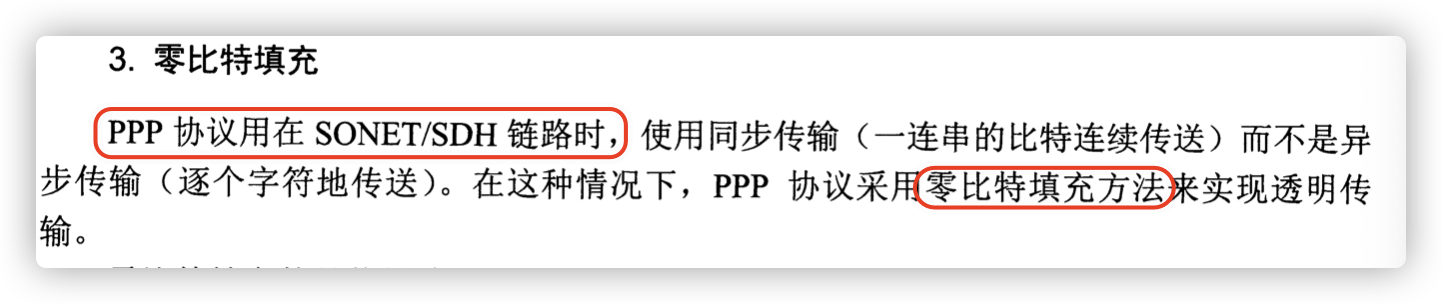 3. 零比特填充
PPP 协议用在 SONET/SDH 链路时，使用同步传输（一连串的比特连续传送）而不是异
步传输（逐个字符地传送）。在这种情况下，PPP 协议采用零比特填充方法来实现透明传
输。